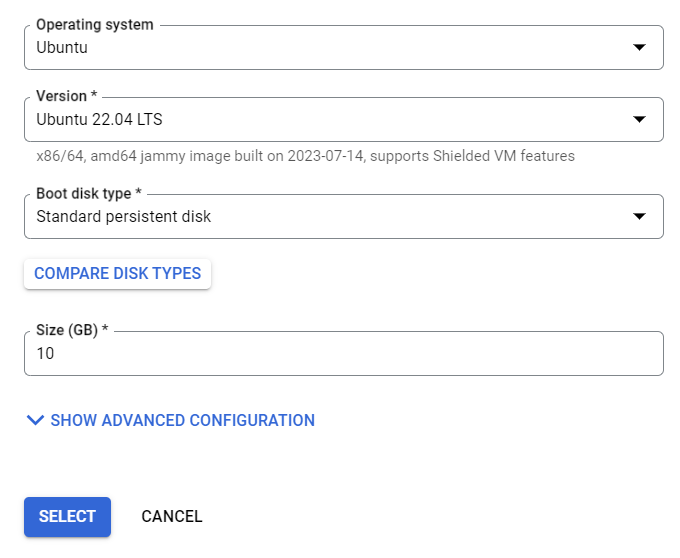 Operating system
Ubuntu
Version *
Ubuntu 22.04 LTS
x86/64, amd64 jammy image built on 2023-07-14, supports Shielded VM features
Boot disk type *
Standard persistent disk
COMPARE DISK TYPES
Size (GB) *
10
SHOW ADVANCED CONFIGURATION
SELECT CANCEL